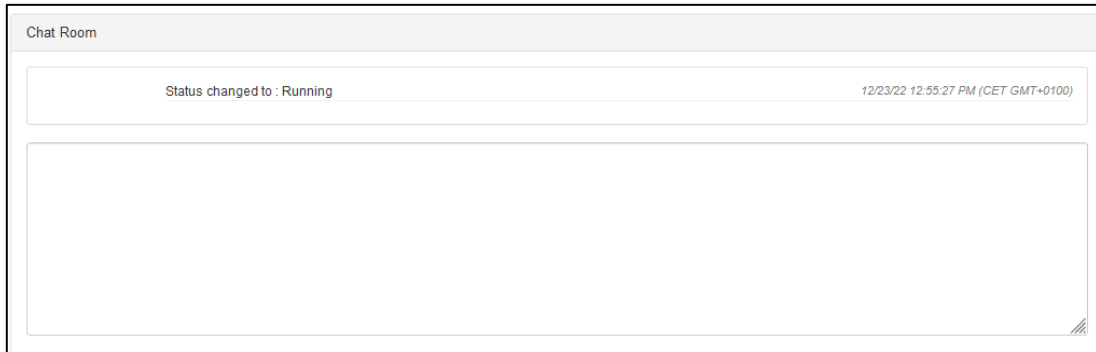 Chat Room
Status changed to : Running 12/23/22 12:55:27 PM (CET GMT+0100)